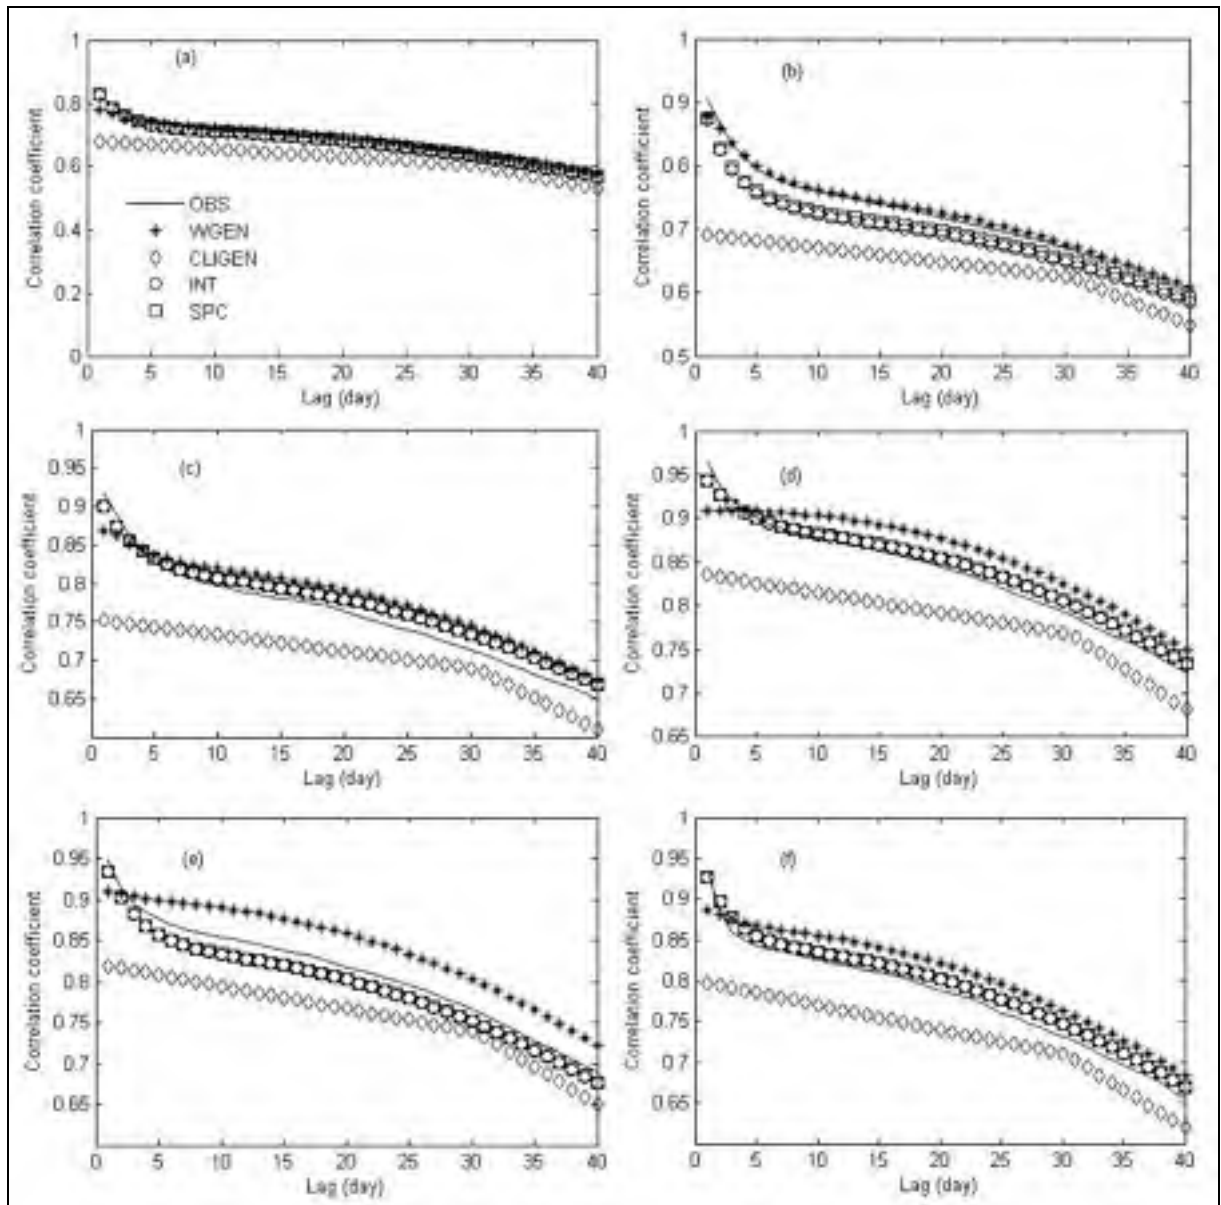 (a)
1
0.8
0.6
0.4
0.2
0
Correlation coefficient
OBS
WGEN
CLIGEN
INT
SPC
0 5 10 15 20 25 30 35 40
Lag (day)
(b)
1
0.9
0.8
0.7
0.6
0.5
Correlation coefficient
0 5 10 15 20 25 30 35 40
Lag (day)
(c)
1
0.95
0.9
0.85
0.8
0.75
0.7
0.65
Correlation coefficient
0 5 10 15 20 25 30 35 40
Lag (day)
(d)
1
0.95
0.9
0.85
0.8
0.75
0.7
0.65
Correlation coefficient
0 5 10 15 20 25 30 35 40
Lag (day)
(e)
1
0.95
0.9
0.85
0.8
0.75
0.7
0.65
Correlation coefficient
0 5 10 15 20 25 30 35 40
Lag (day)
(f)
1
0.95
0.9
0.85
0.8
0.75
0.7
0.65
Correlation coefficient
0 5 10 15 20 25 30 35 40
Lag (day)